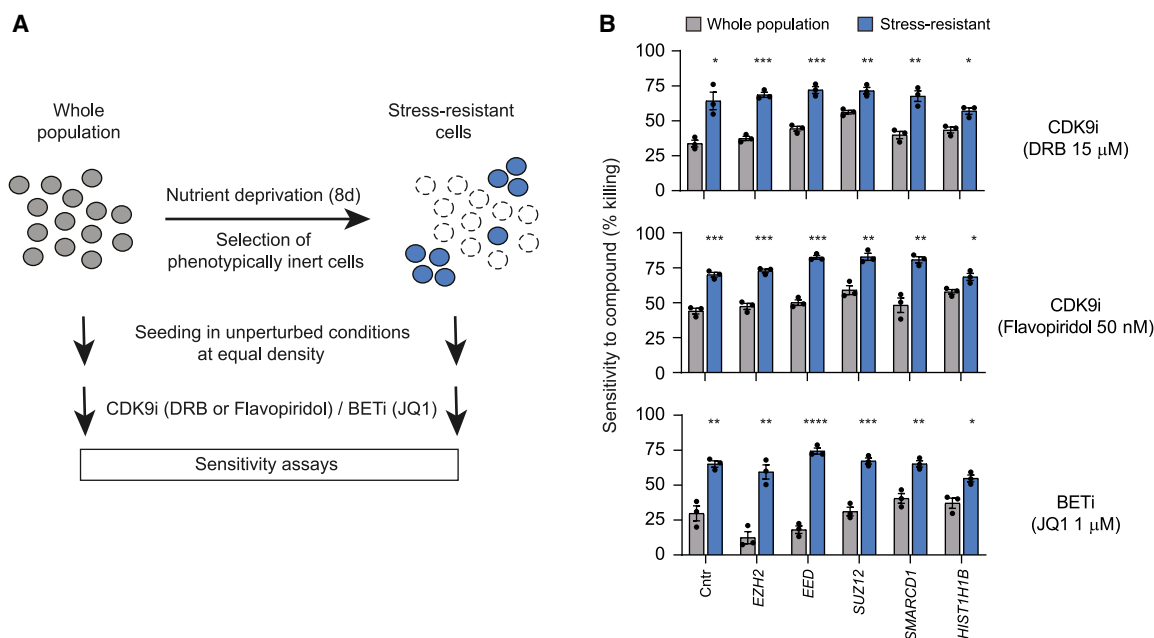 A
Whole
population
Stress-resistant
cells
Nutrient deprivation (8d)
Selection of
phenotypically inert cells
Seeding in unperturbed conditions
at equal density
CDK9i (DRB or Flavopiridol) / BETi (JQ1)
Sensitivity assays
B
Whole population
Stress-resistant
Sensitivity to compound (% killing)
100
75
50
25
0
* *** *** ** ** *
CDK9i
(DRB 15 μM)
100
75
50
25
0
*** *** *** ** ** *
CDK9i
(Flavopiridol 50 nM)
100
75
50
25
0
** ** **** *** ** *
BETi
(JQ1 1 μM)
Cntr
EZH2
EED
SUZ12
SMARCD1
HIST1H1B